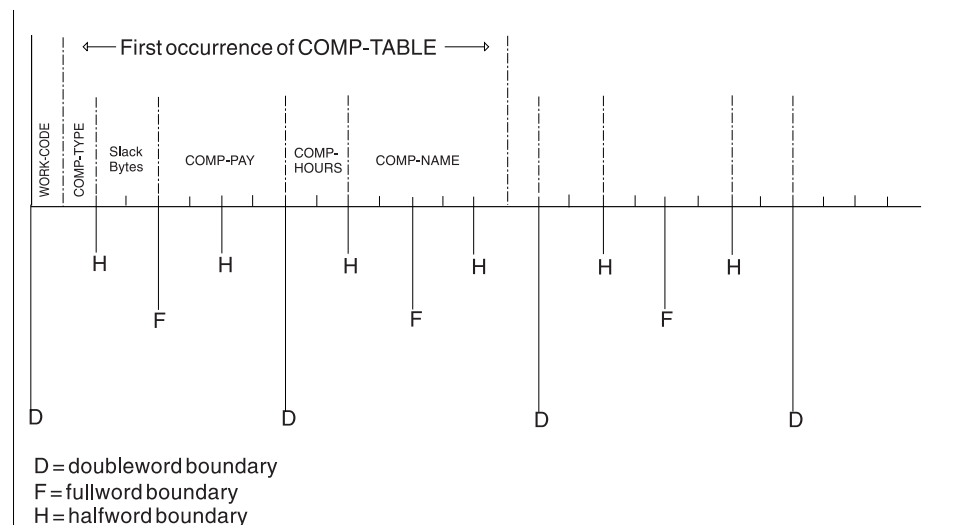 First occurrence of COMP-TABLE
WORK-CODE
COMP-TYPE
Slack
Bytes
COMP-PAY
COMP-
HOURS
COMP-NAME
H
H
H
H
H
H
F
F
F
D
D
D
D
D = doubleword boundary
F = fullword boundary
H = halfword boundary